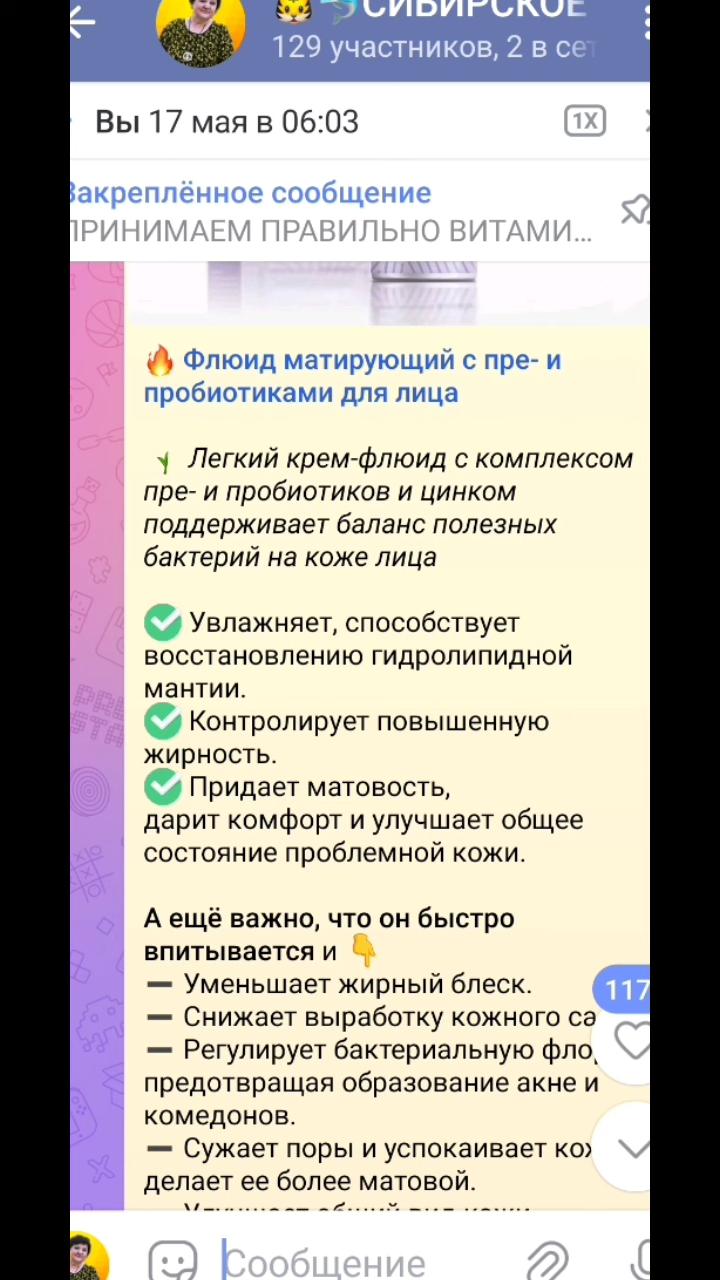 СИБИРСКОЕ
129 участников, 2 в сет
Вы 17 мая в 06:03
1X
Закреплённое сообщение
ПРИНИМАЕМ ПРАВИЛЬНО ВИТАМИ...
🔥 Флюид матирующий с пре- и
пробиотиками для лица
🌱 Легкий крем-флюид с комплексом
пре- и пробиотиков и цинком
поддерживает баланс полезных
бактерий на коже лица
✅ Увлажняет, способствует
восстановлению гидролипидной
мантии.
✅ Контролирует повышенную
жирность.
✅ Придает матовость,
дарит комфорт и улучшает общее
состояние проблемной кожи.
А ещё важно, что он быстро
впитывается и 👇
➖ Уменьшает жирный блеск.
117
➖ Снижает выработку кожного са
➖ Регулирует бактериальную фло
предотвращая образование акне и
комедонов.
➖ Сужает поры и успокаивает кож
делает ее более матовой.
Сообщение